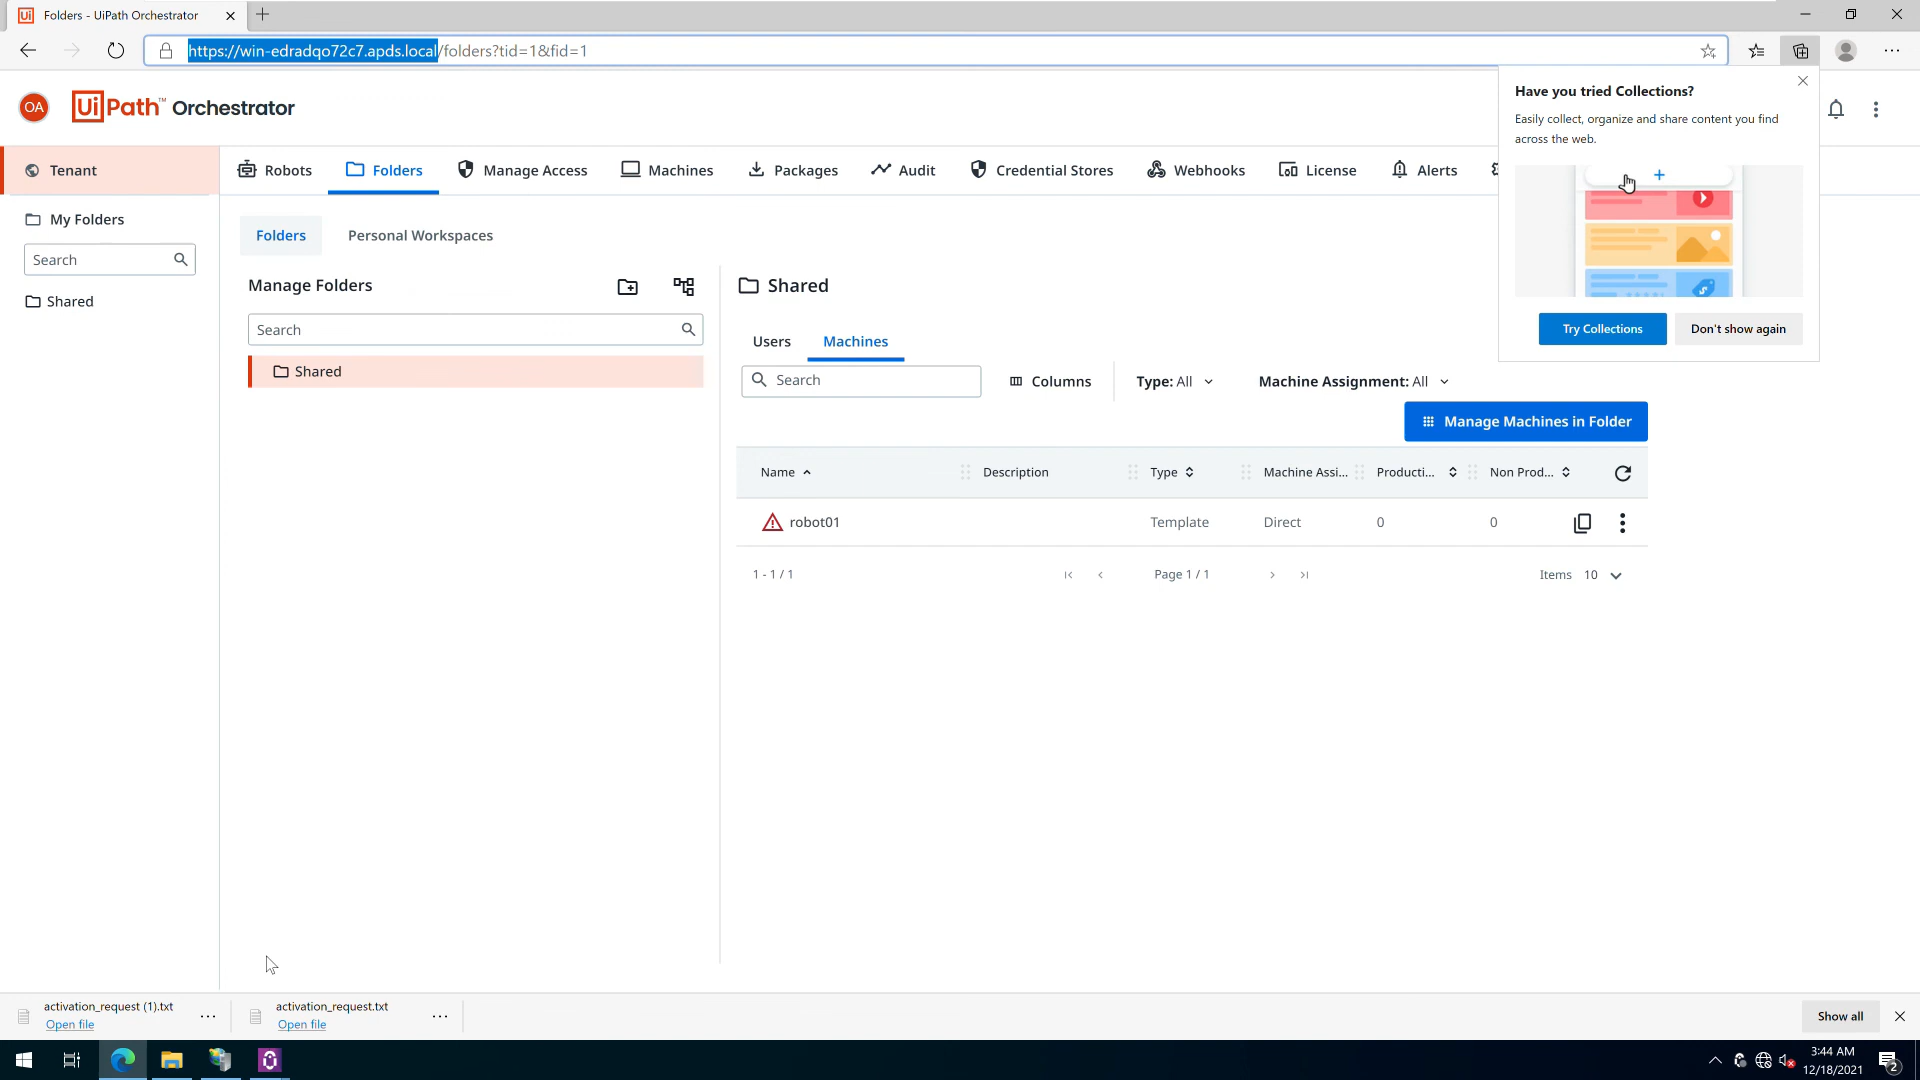 Folders - UiPath Orchestrator
https://win-edradqo72c7.apds.local/folders?tid=1&fid=1
Have you tried Collections?
Easily collect, organize and share content you find
across the web.
Try Collections
Don't show again
OA
UiPath™ Orchestrator
Tenant
Robots
Folders
Manage Access
Machines
Packages
Audit
Credential Stores
Webhooks
License
Alerts
My Folders
Search
Shared
Folders
Personal Workspaces
Manage Folders
Search
Shared
Shared
Users
Machines
Search
Columns
Type: All
Machine Assignment: All
Manage Machines in Folder
Name
Description
Type
Machine Assi...
Producti...
Non Prod...
robot01
Template
Direct
0
0
1 - 1 / 1
Page 1 / 1
Items 10
activation_request (1).txt
Open file
activation_request.txt
Open file
Show all
3:44 AM
12/18/2021
2